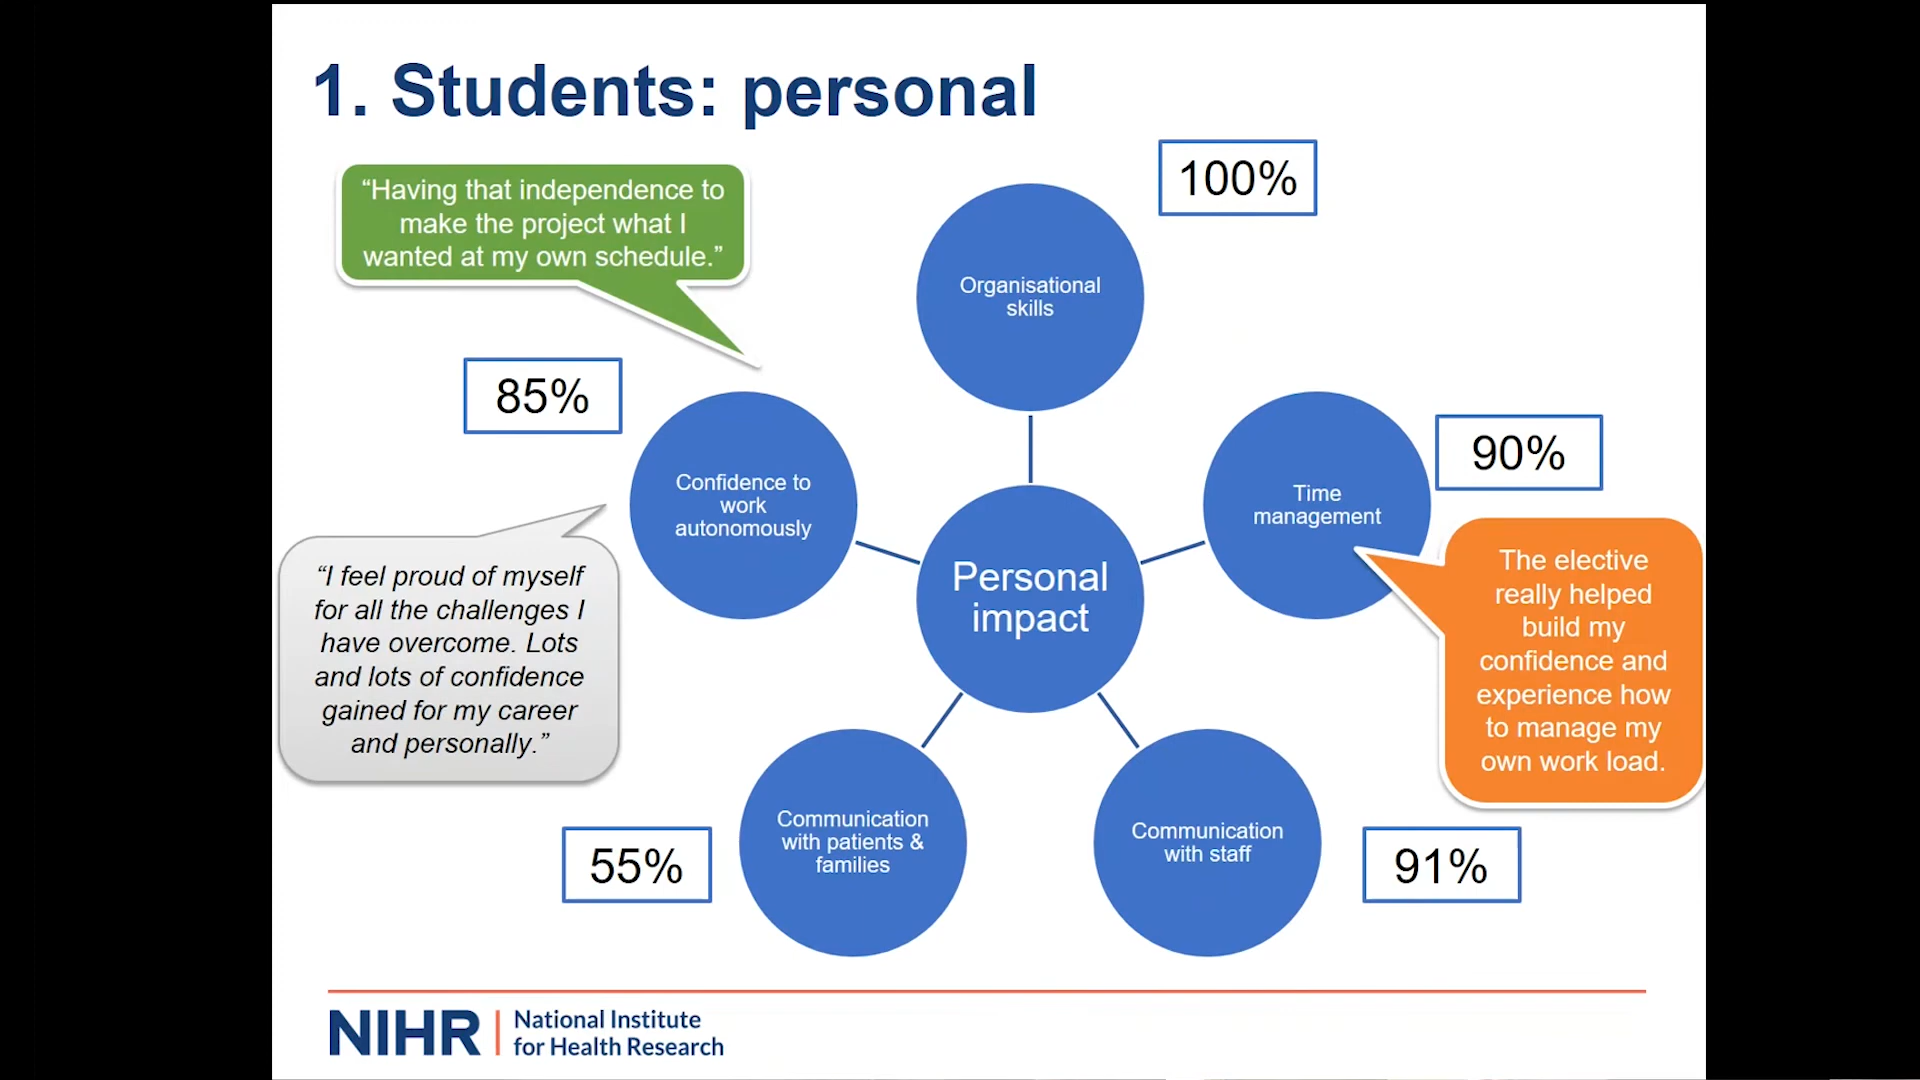 1. Students: personal
100%
“Having that independence to
make the project what I
wanted at my own schedule.”
Organisational
skills
85%
90%
Confidence to
work
autonomously
Time
management
Personal
impact
“I feel proud of myself
for all the challenges I
have overcome. Lots
and lots of confidence
gained for my career
and personally.”
The elective
really helped
build my
confidence and
experience how
to manage my
own work load.
55%
Communication
with patients &
families
Communication
with staff
91%
NIHR
National Institute
for Health Research